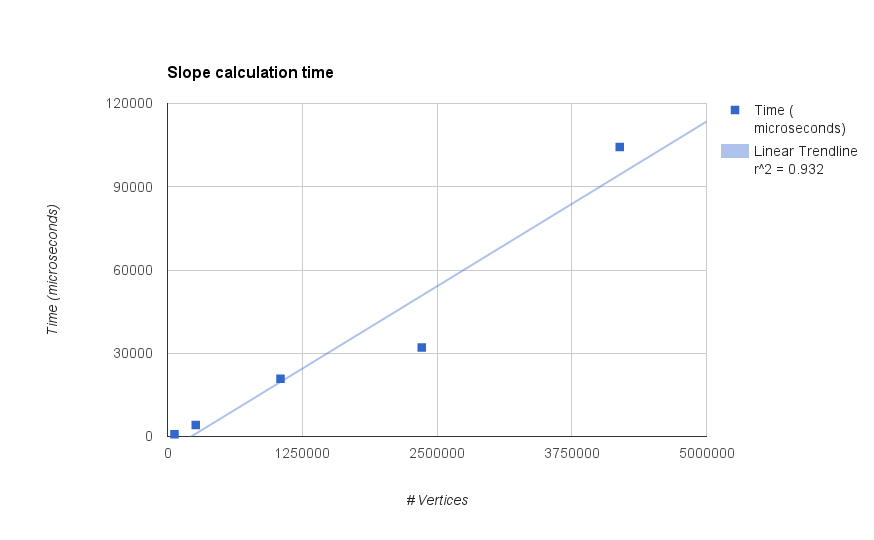 Slope calculation time
120000
90000
60000
30000
0
Time (microseconds)
0
1250000
2500000
3750000
5000000
# Vertices
Time (
microseconds)
Linear Trendline
r^2 = 0.932